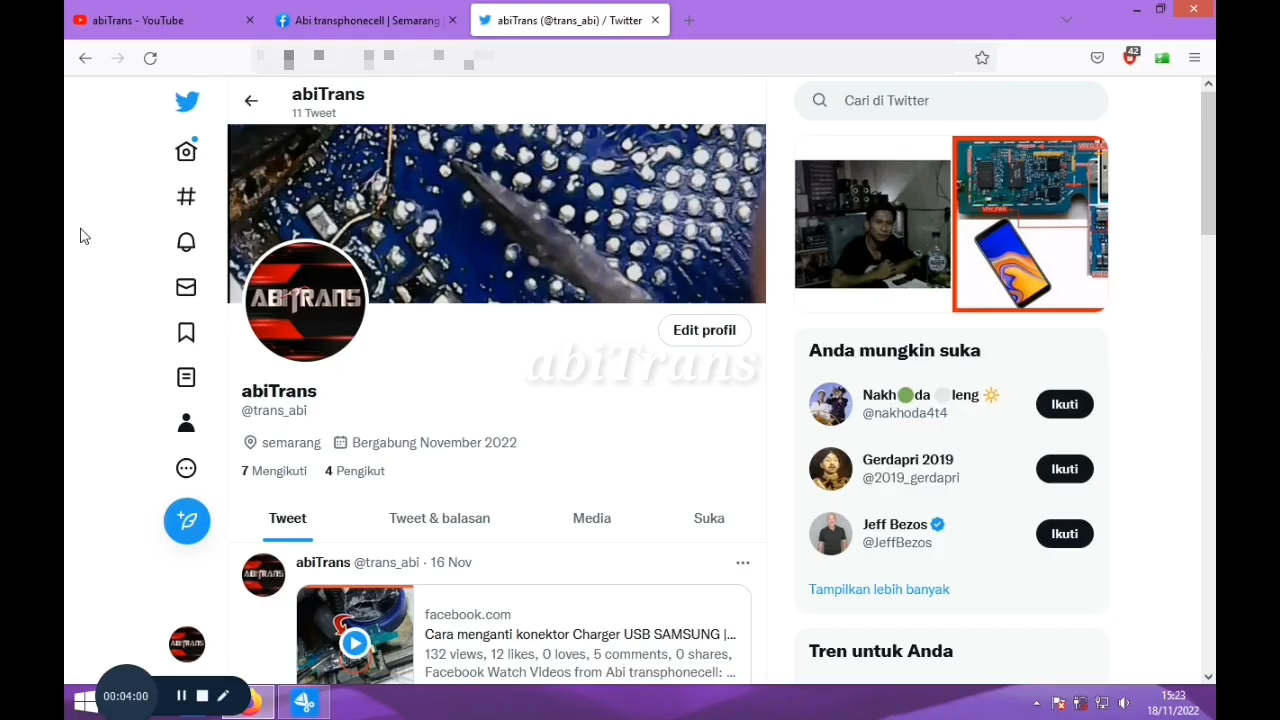 abiTrans - YouTube
Abi transphonecell | Semarang
abiTrans (@trans_abi) / Twitter
42
abiTrans
11 Tweet
Cari di Twitter
ABITRANS
Edit profil
abiTrans
abiTrans
@trans_abi
semarang Bergabung November 2022
7 Mengikuti 4 Pengikut
Tweet Tweet & balasan Media Suka
abiTrans @trans_abi · 16 Nov
facebook.com
Cara menganti konektor Charger USB SAMSUNG |...
132 views, 12 likes, 0 loves, 5 comments, 0 shares,
Facebook Watch Videos from Abi transphonecell: ...
Anda mungkin suka
Nakh🟢da ⚪leng ☀
@nakhoda4t4
Ikuti
Gerdapri 2019
@2019_gerdapri
Ikuti
Jeff Bezos
@JeffBezos
Ikuti
Tampilkan lebih banyak
Tren untuk Anda
00:04:00
15:23
18/11/2022